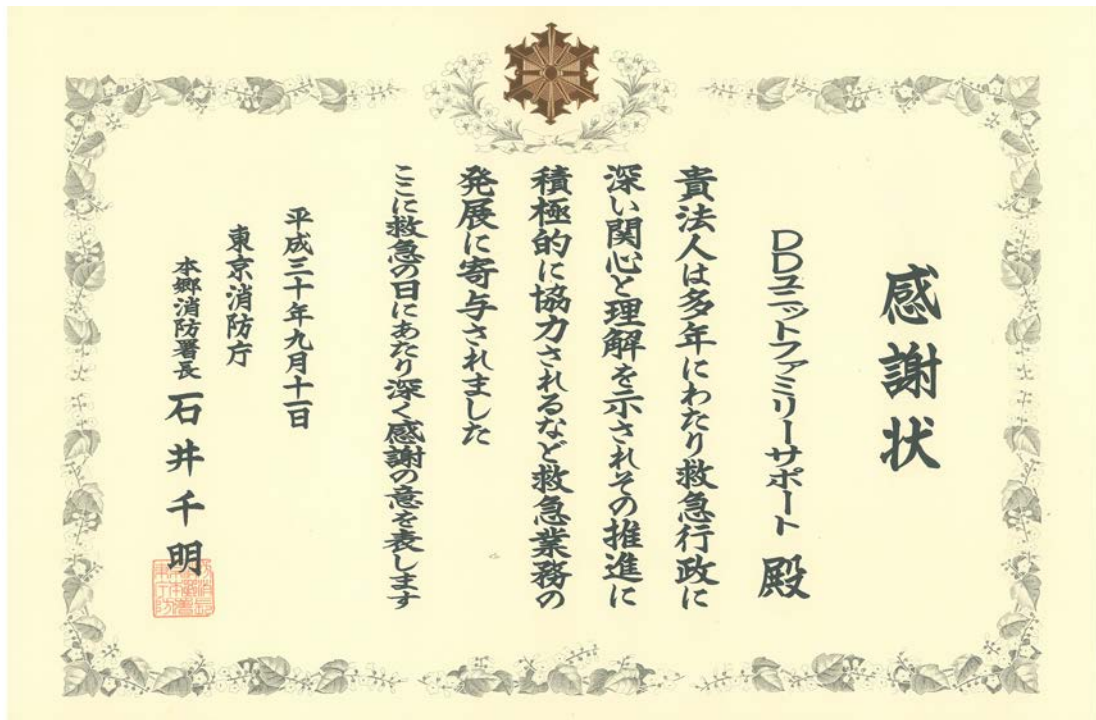 感謝状
DDユニットファミリーサポート 殿
貴法人は多年にわたり救急行政に
深い関心と理解を示されその推進に
積極的に協力されるなど救急業務の
発展に寄与されました
ここに救急の日にあたり深く感謝の意を表します
平成三十年九月十一日
東京消防庁
本郷消防署長 石井千明